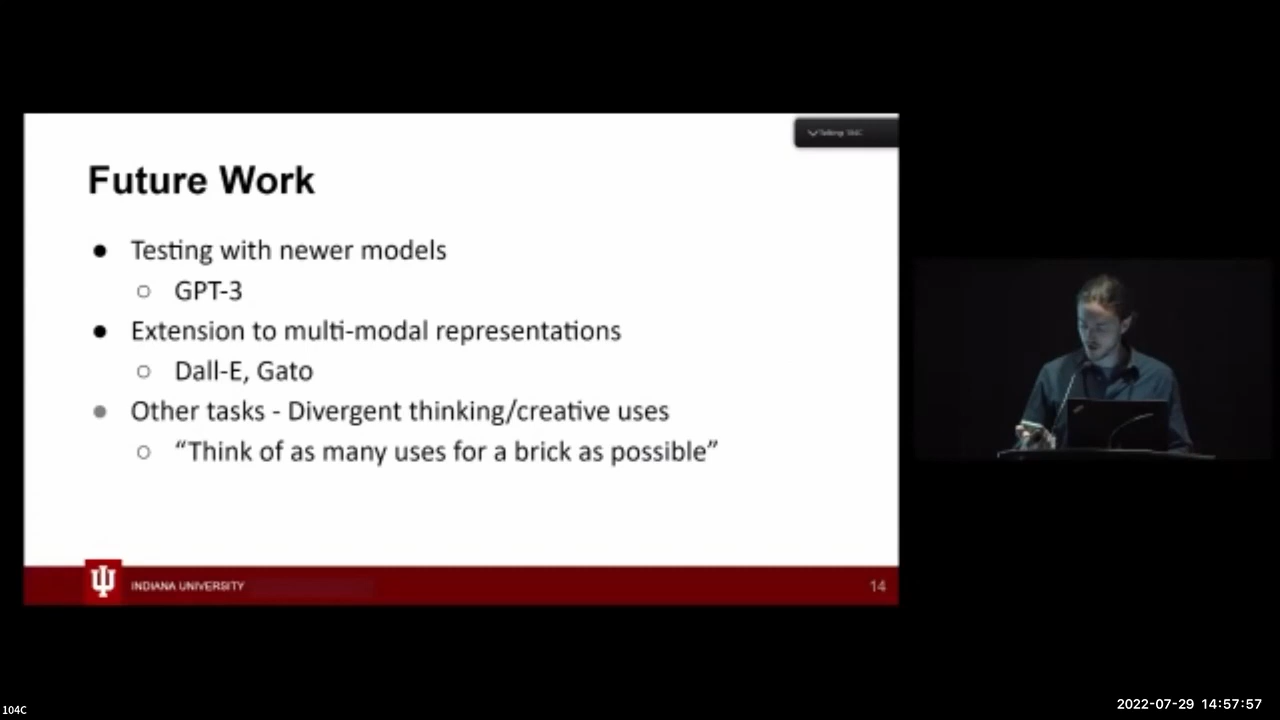 Talking: 104C
Future Work
● Testing with newer models
○ GPT-3
● Extension to multi-modal representations
○ Dall-E, Gato
● Other tasks - Divergent thinking/creative uses
○ “Think of as many uses for a brick as possible”
INDIANA UNIVERSITY
14
104C
2022-07-29 14:57:57